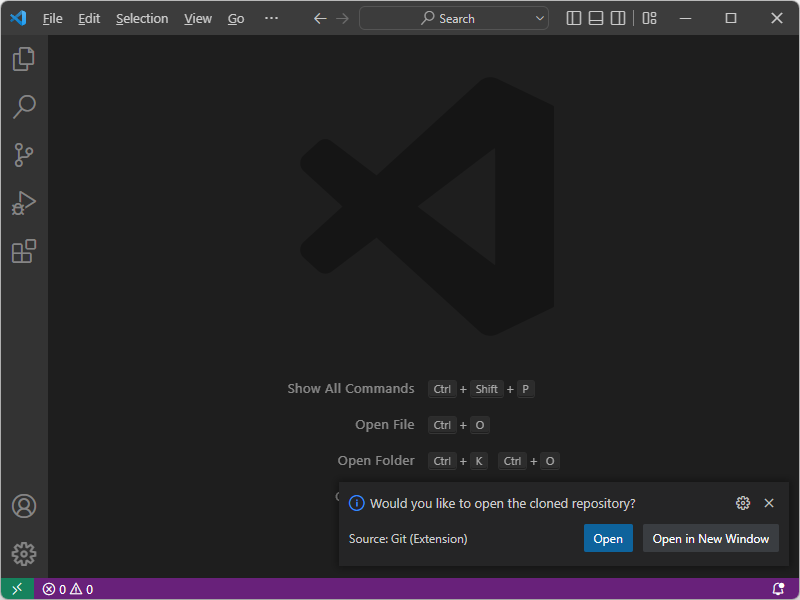 File Edit Selection View Go ··· Search
Show All Commands Ctrl + Shift + P
Open File Ctrl + O
Open Folder Ctrl + K Ctrl + O
Would you like to open the cloned repository?
Source: Git (Extension) Open Open in New Window
0 0